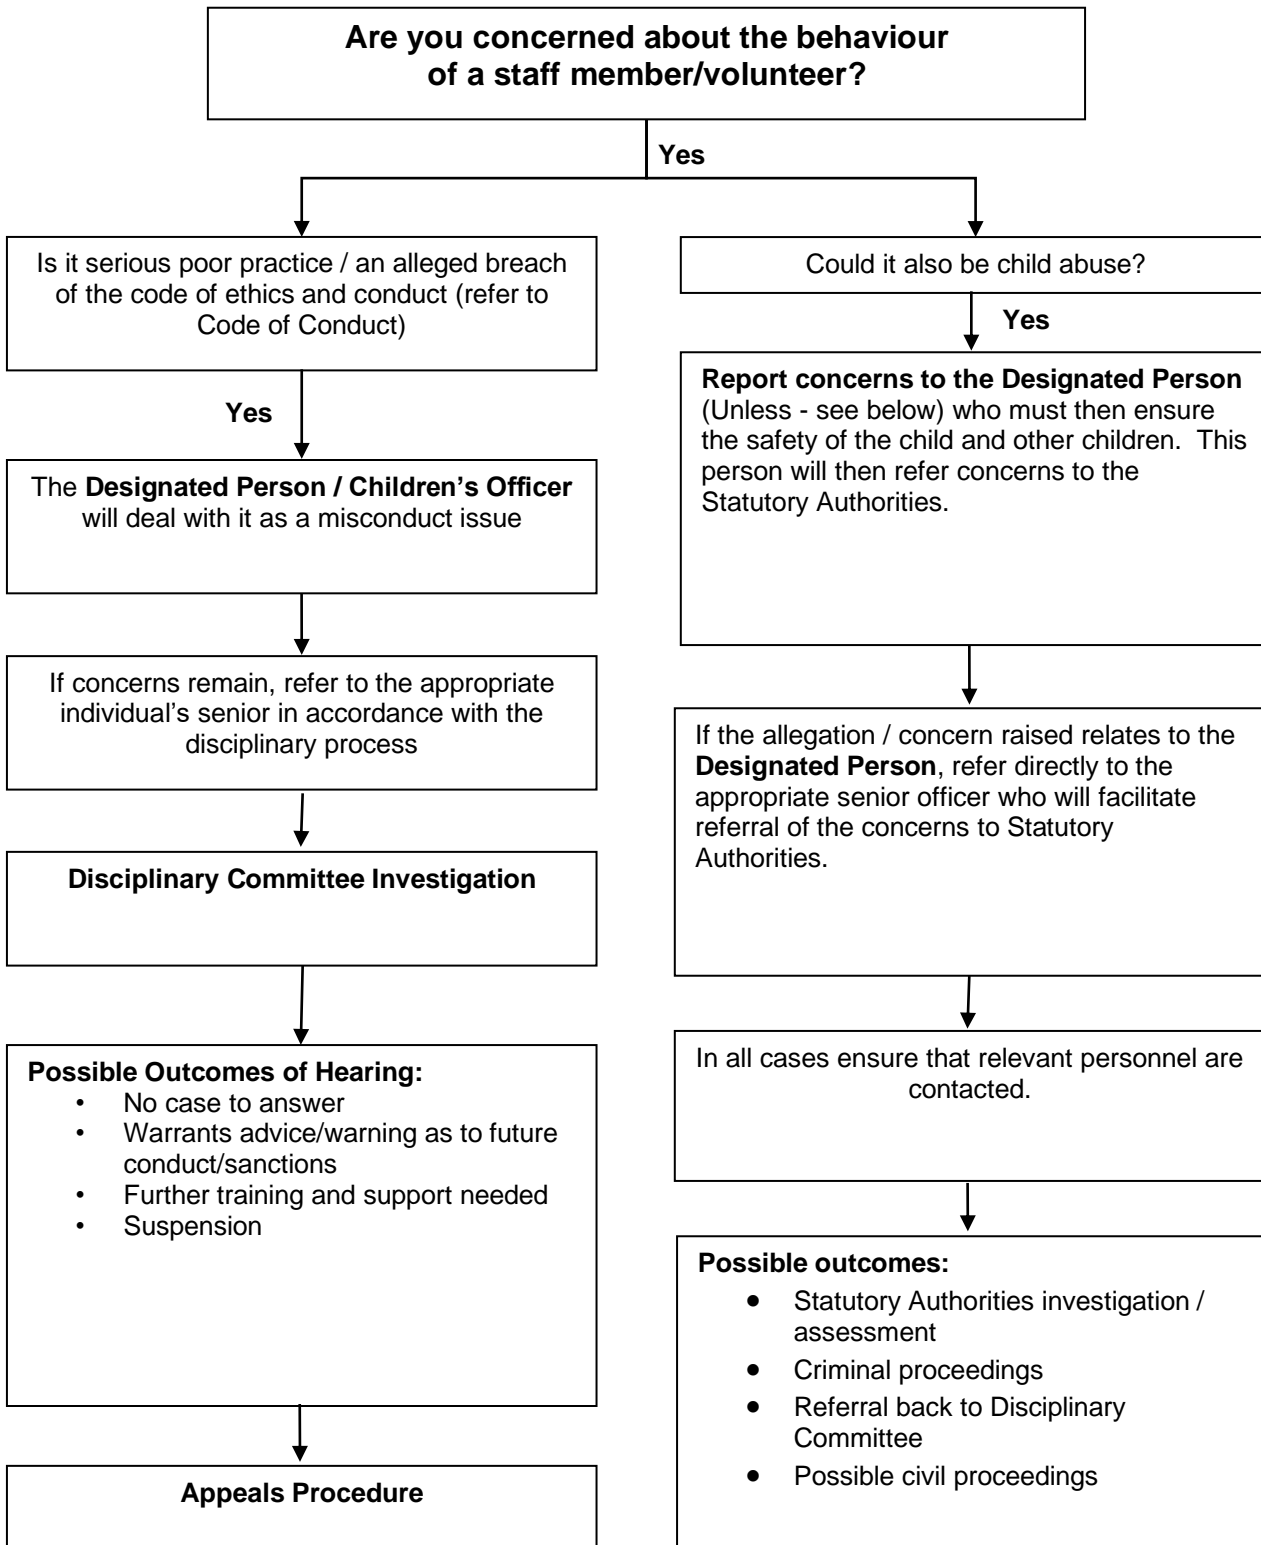 Are you concerned about the behaviour
of a staff member/volunteer?
Yes
Is it serious poor practice / an alleged breach
of the code of ethics and conduct (refer to
Code of Conduct)
Yes
The Designated Person / Children’s Officer
will deal with it as a misconduct issue
If concerns remain, refer to the appropriate
individual’s senior in accordance with the
disciplinary process
Disciplinary Committee Investigation
Possible Outcomes of Hearing:
• No case to answer
• Warrants advice/warning as to future
conduct/sanctions
• Further training and support needed
• Suspension
Appeals Procedure
Could it also be child abuse?
Yes
Report concerns to the Designated Person
(Unless - see below) who must then ensure
the safety of the child and other children. This
person will then refer concerns to the
Statutory Authorities.
If the allegation / concern raised relates to the
Designated Person, refer directly to the
appropriate senior officer who will facilitate
referral of the concerns to Statutory
Authorities.
In all cases ensure that relevant personnel are
contacted.
Possible outcomes:
• Statutory Authorities investigation /
assessment
• Criminal proceedings
• Referral back to Disciplinary
Committee
• Possible civil proceedings